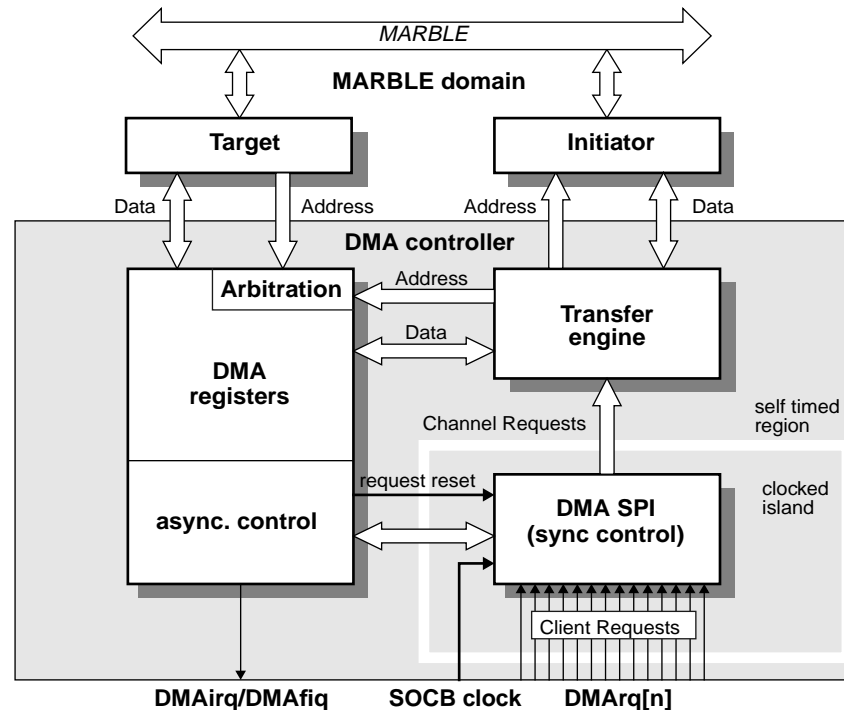 MARBLE
MARBLE domain
Target
Initiator
Data
Address
Address
Data
DMA controller
Arbitration
Address
Transfer
engine
Data
DMA
registers
Channel Requests
self timed
region
request reset
clocked
island
async. control
DMA SPI
(sync control)
Client Requests
DMAirq/DMAfiq
SOCB clock
DMArq[n]